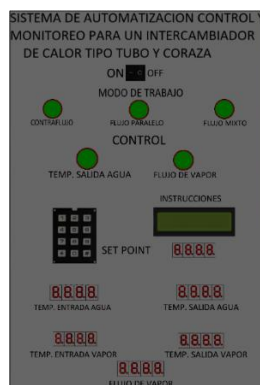 SISTEMA DE AUTOMATIZACION CONTROL Y
MONITOREO PARA UN INTERCAMBIADOR
DE CALOR TIPO TUBO Y CORAZA
ON OFF
MODO DE TRABAJO
CONTRAFLUJO FLUJO PARALELO FLUJO MIXTO
CONTROL
TEMP. SALIDA AGUA FLUJO DE VAPOR
INSTRUCCIONES
SET POINT 8.8.8.8.
8.8.8.8. 8.8.8.8.
TEMP. ENTRADA AGUA TEMP. SALIDA AGUA
8.8.8.8. 8.8.8.8.
TEMP. ENTRADA VAPOR TEMP. SALIDA VAPOR
8.8.8.8.
FLUJO DE VAPOR